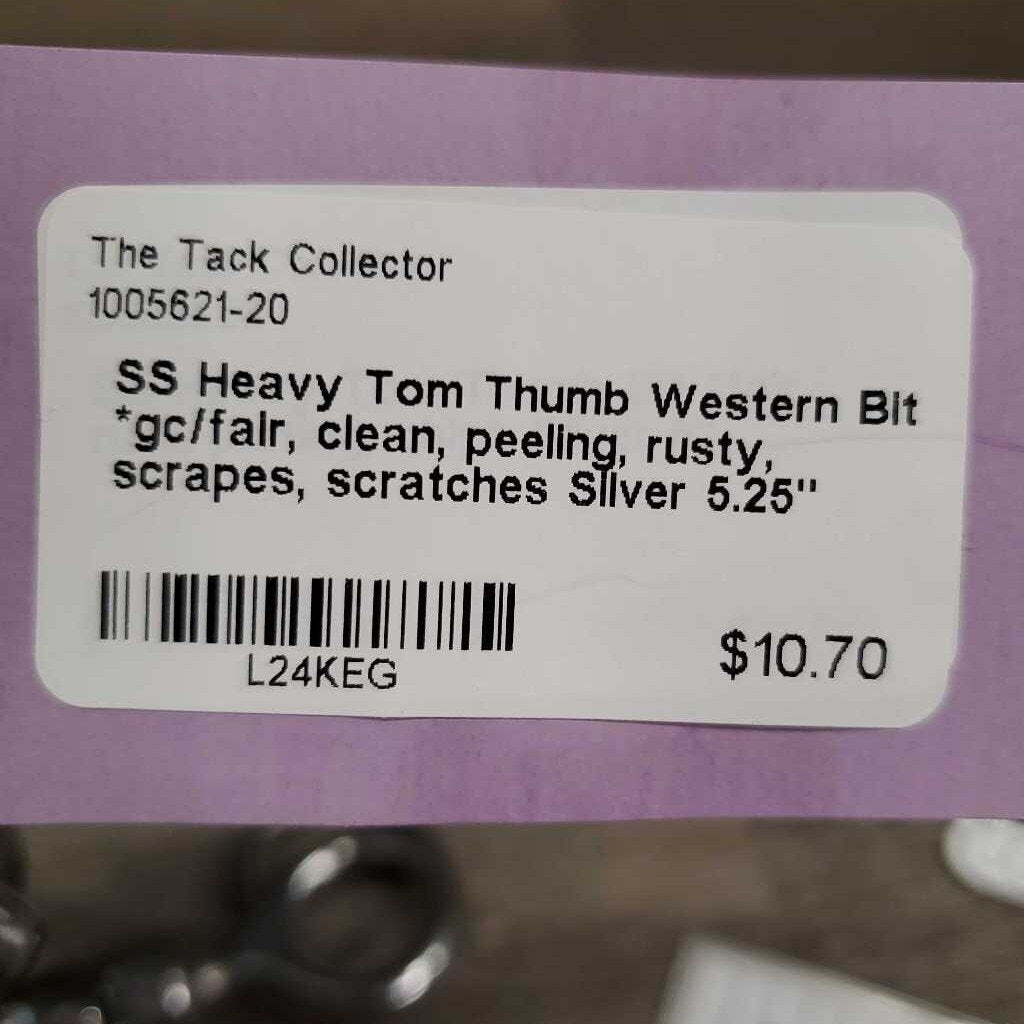 The Tack Collector
1005621-20
SS Heavy Tom Thumb Western Bit
*gc/fair, clean, peeling, rusty,
scrapes, scratches Silver 5.25''
L24KEG
$10.70